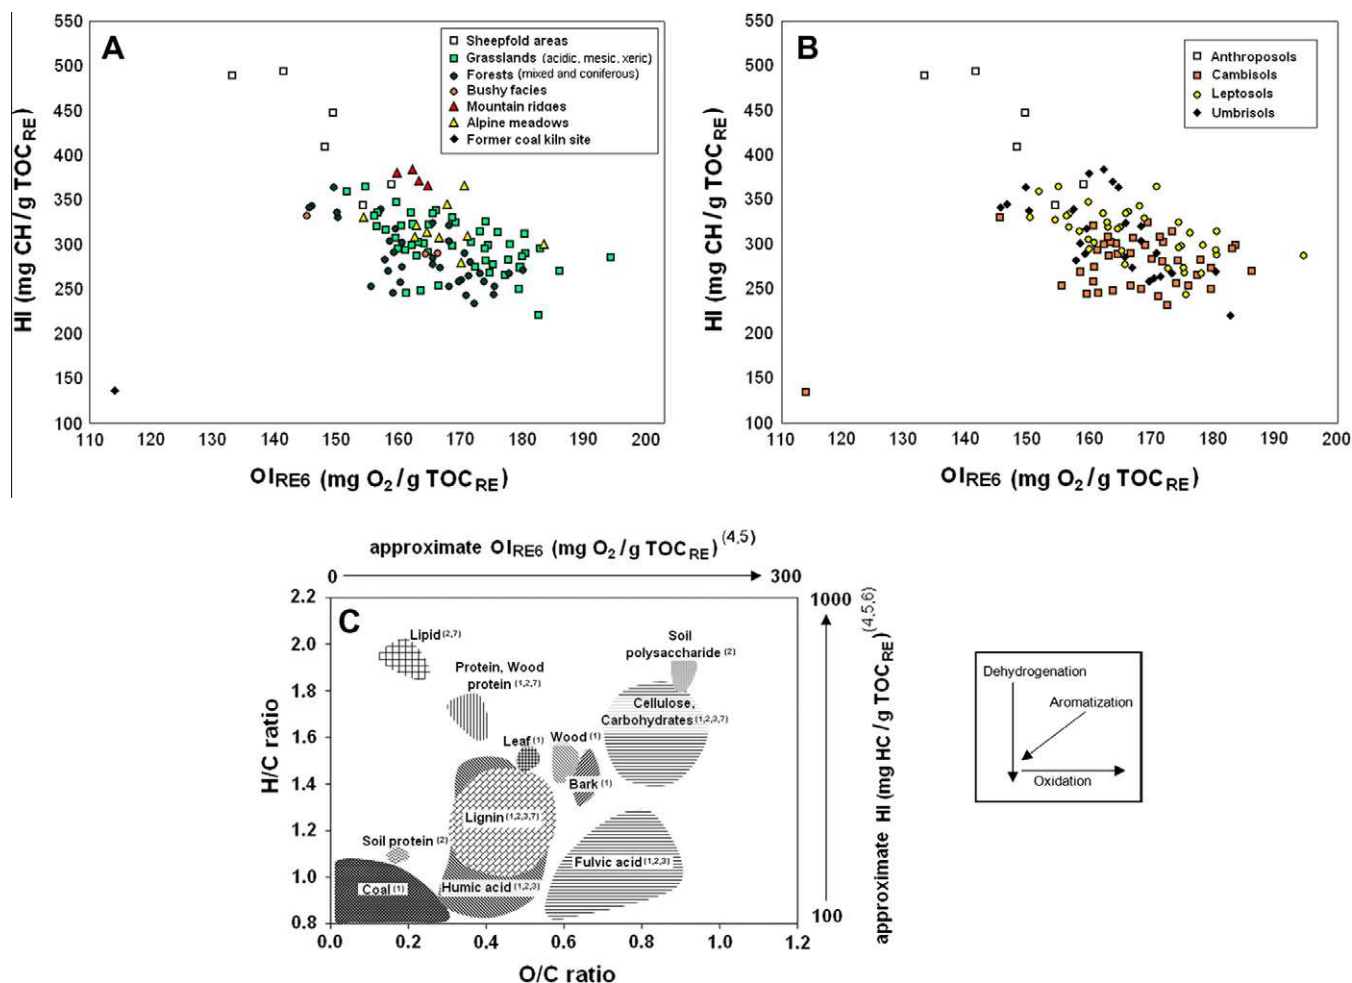 A
550
500
450
400
350
300
250
200
150
100
HI (mg CH/g TOCRE)
110 120 130 140 150 160 170 180 190 200
OIRE6 (mg O2/g TOCRE)
Sheepfold areas
Grasslands (acidic, mesic, xeric)
Forests (mixed and coniferous)
Bushy facies
Mountain ridges
Alpine meadows
Former coal kiln site
B
550
500
450
400
350
300
250
200
150
100
HI (mg CH/g TOCRE)
110 120 130 140 150 160 170 180 190 200
OIRE6 (mg O2/g TOCRE)
Anthroposols
Cambisols
Leptosols
Umbrisols
approximate OIRE6 (mg O2/g TOCRE)(4,5)
0 300
C
2.2
2.0
1.8
1.6
1.4
1.2
1.0
0.8
H/C ratio
Lipid (2,7)
Protein, Wood
protein (1,2,7)
Soil
polysaccharide (2)
Cellulose,
Carbohydrates (1,2,3,7)
Leaf (1)
Wood (1)
Bark (1)
Lignin (1,2,3,7)
Soil protein (2)
Fulvic acid (1,2,3)
Coal (1)
Humic acid (1,2,3)
0.0 0.2 0.4 0.6 0.8 1.0 1.2
O/C ratio
1000
100
approximate HI (mg HC/g TOCRE)(4,5,6)
Dehydrogenation
Aromatization
Oxidation